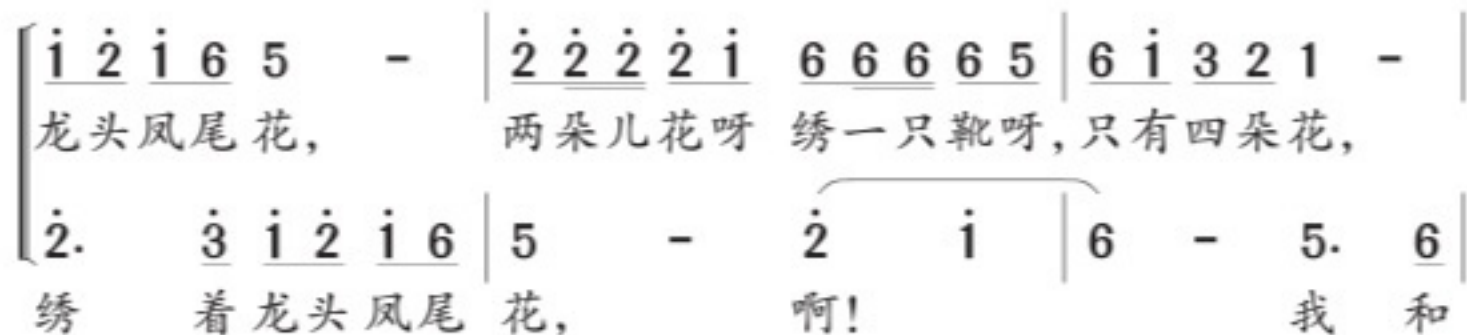 1̇ 2̇ 1̇ 6 5 - | 2̇ 2̇ 2̇ 2̇ 1̇ 6 6 6 6 5 | 6 1̇ 3 2 1 - |
龙头凤尾花， 两朵儿花呀 绣一只靴呀，只有四朵花，
2̇. 3̇ 1̇ 2̇ 1̇ 6 | 5 - 2̇ 1̇ | 6 - 5. 6 |
绣 着龙头凤尾 花， 啊！ 我 和